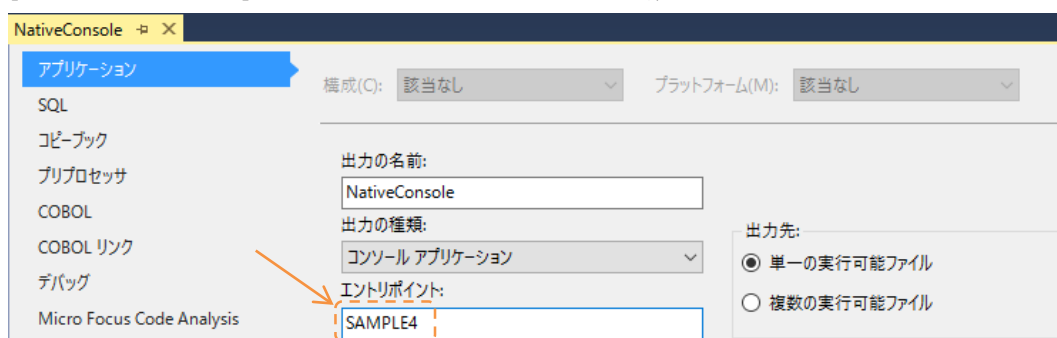 NativeConsole
アプリケーション
構成(C): 該当なし プラットフォーム(M): 該当なし
SQL
コピーブック
プリプロセッサ
COBOL
COBOL リンク
デバッグ
Micro Focus Code Analysis
出力の名前:
NativeConsole
出力の種類:
コンソール アプリケーション
エントリポイント:
SAMPLE4
出力先:
単一の実行可能ファイル
複数の実行可能ファイル